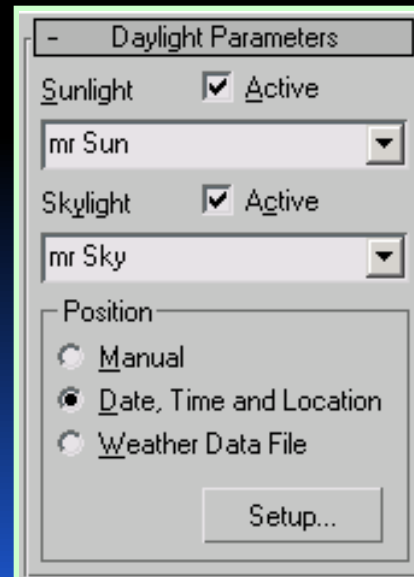 - Daylight Parameters
Sunlight Active
mr Sun
Skylight Active
mr Sky
Position
Manual
Date, Time and Location
Weather Data File
Setup...